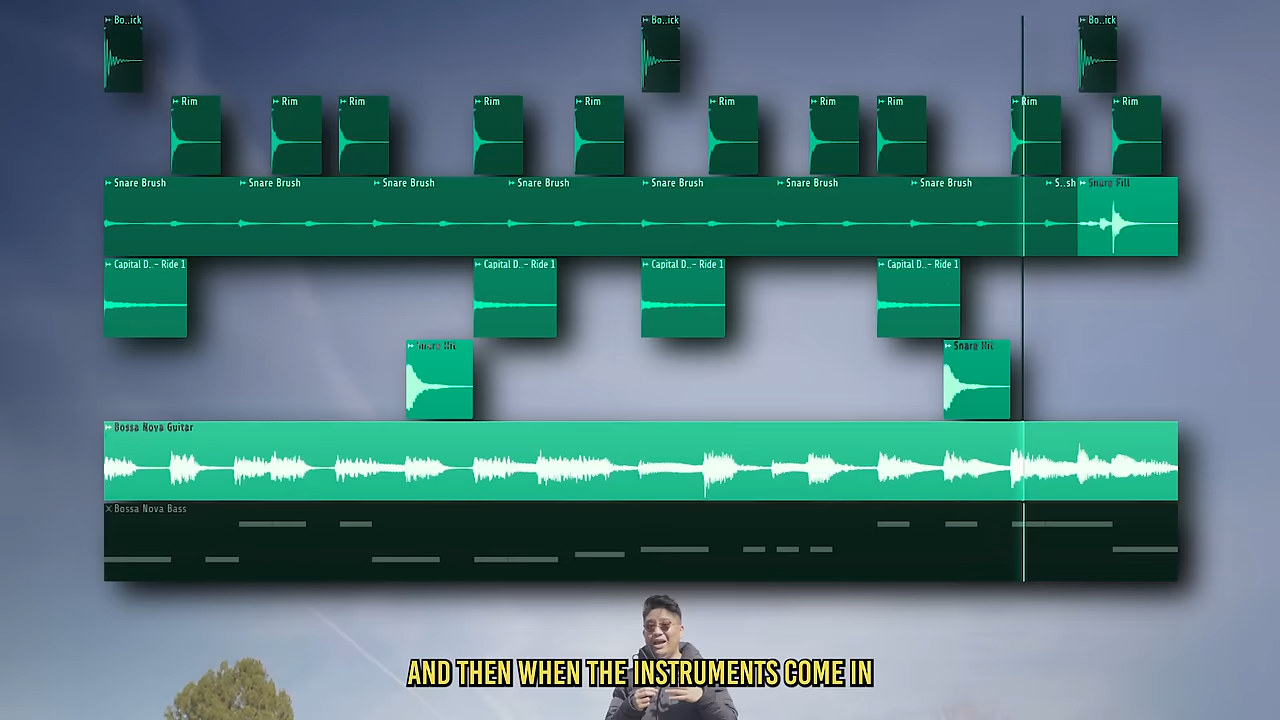 Bo..ick
Bo..ick
Bo..ick
Rim
Rim
Rim
Rim
Rim
Rim
Rim
Rim
Rim
Rim
Snare Brush
Snare Brush
Snare Brush
Snare Brush
Snare Brush
Snare Brush
Snare Brush
S..sh
Snare Fill
Capital D..- Ride 1
Capital D..- Ride 1
Capital D..- Ride 1
Capital D..- Ride 1
Snare
Snare
Bossa Nova Guitar
Bossa Nova Bass
AND THEN WHEN THE INSTRUMENTS COME IN